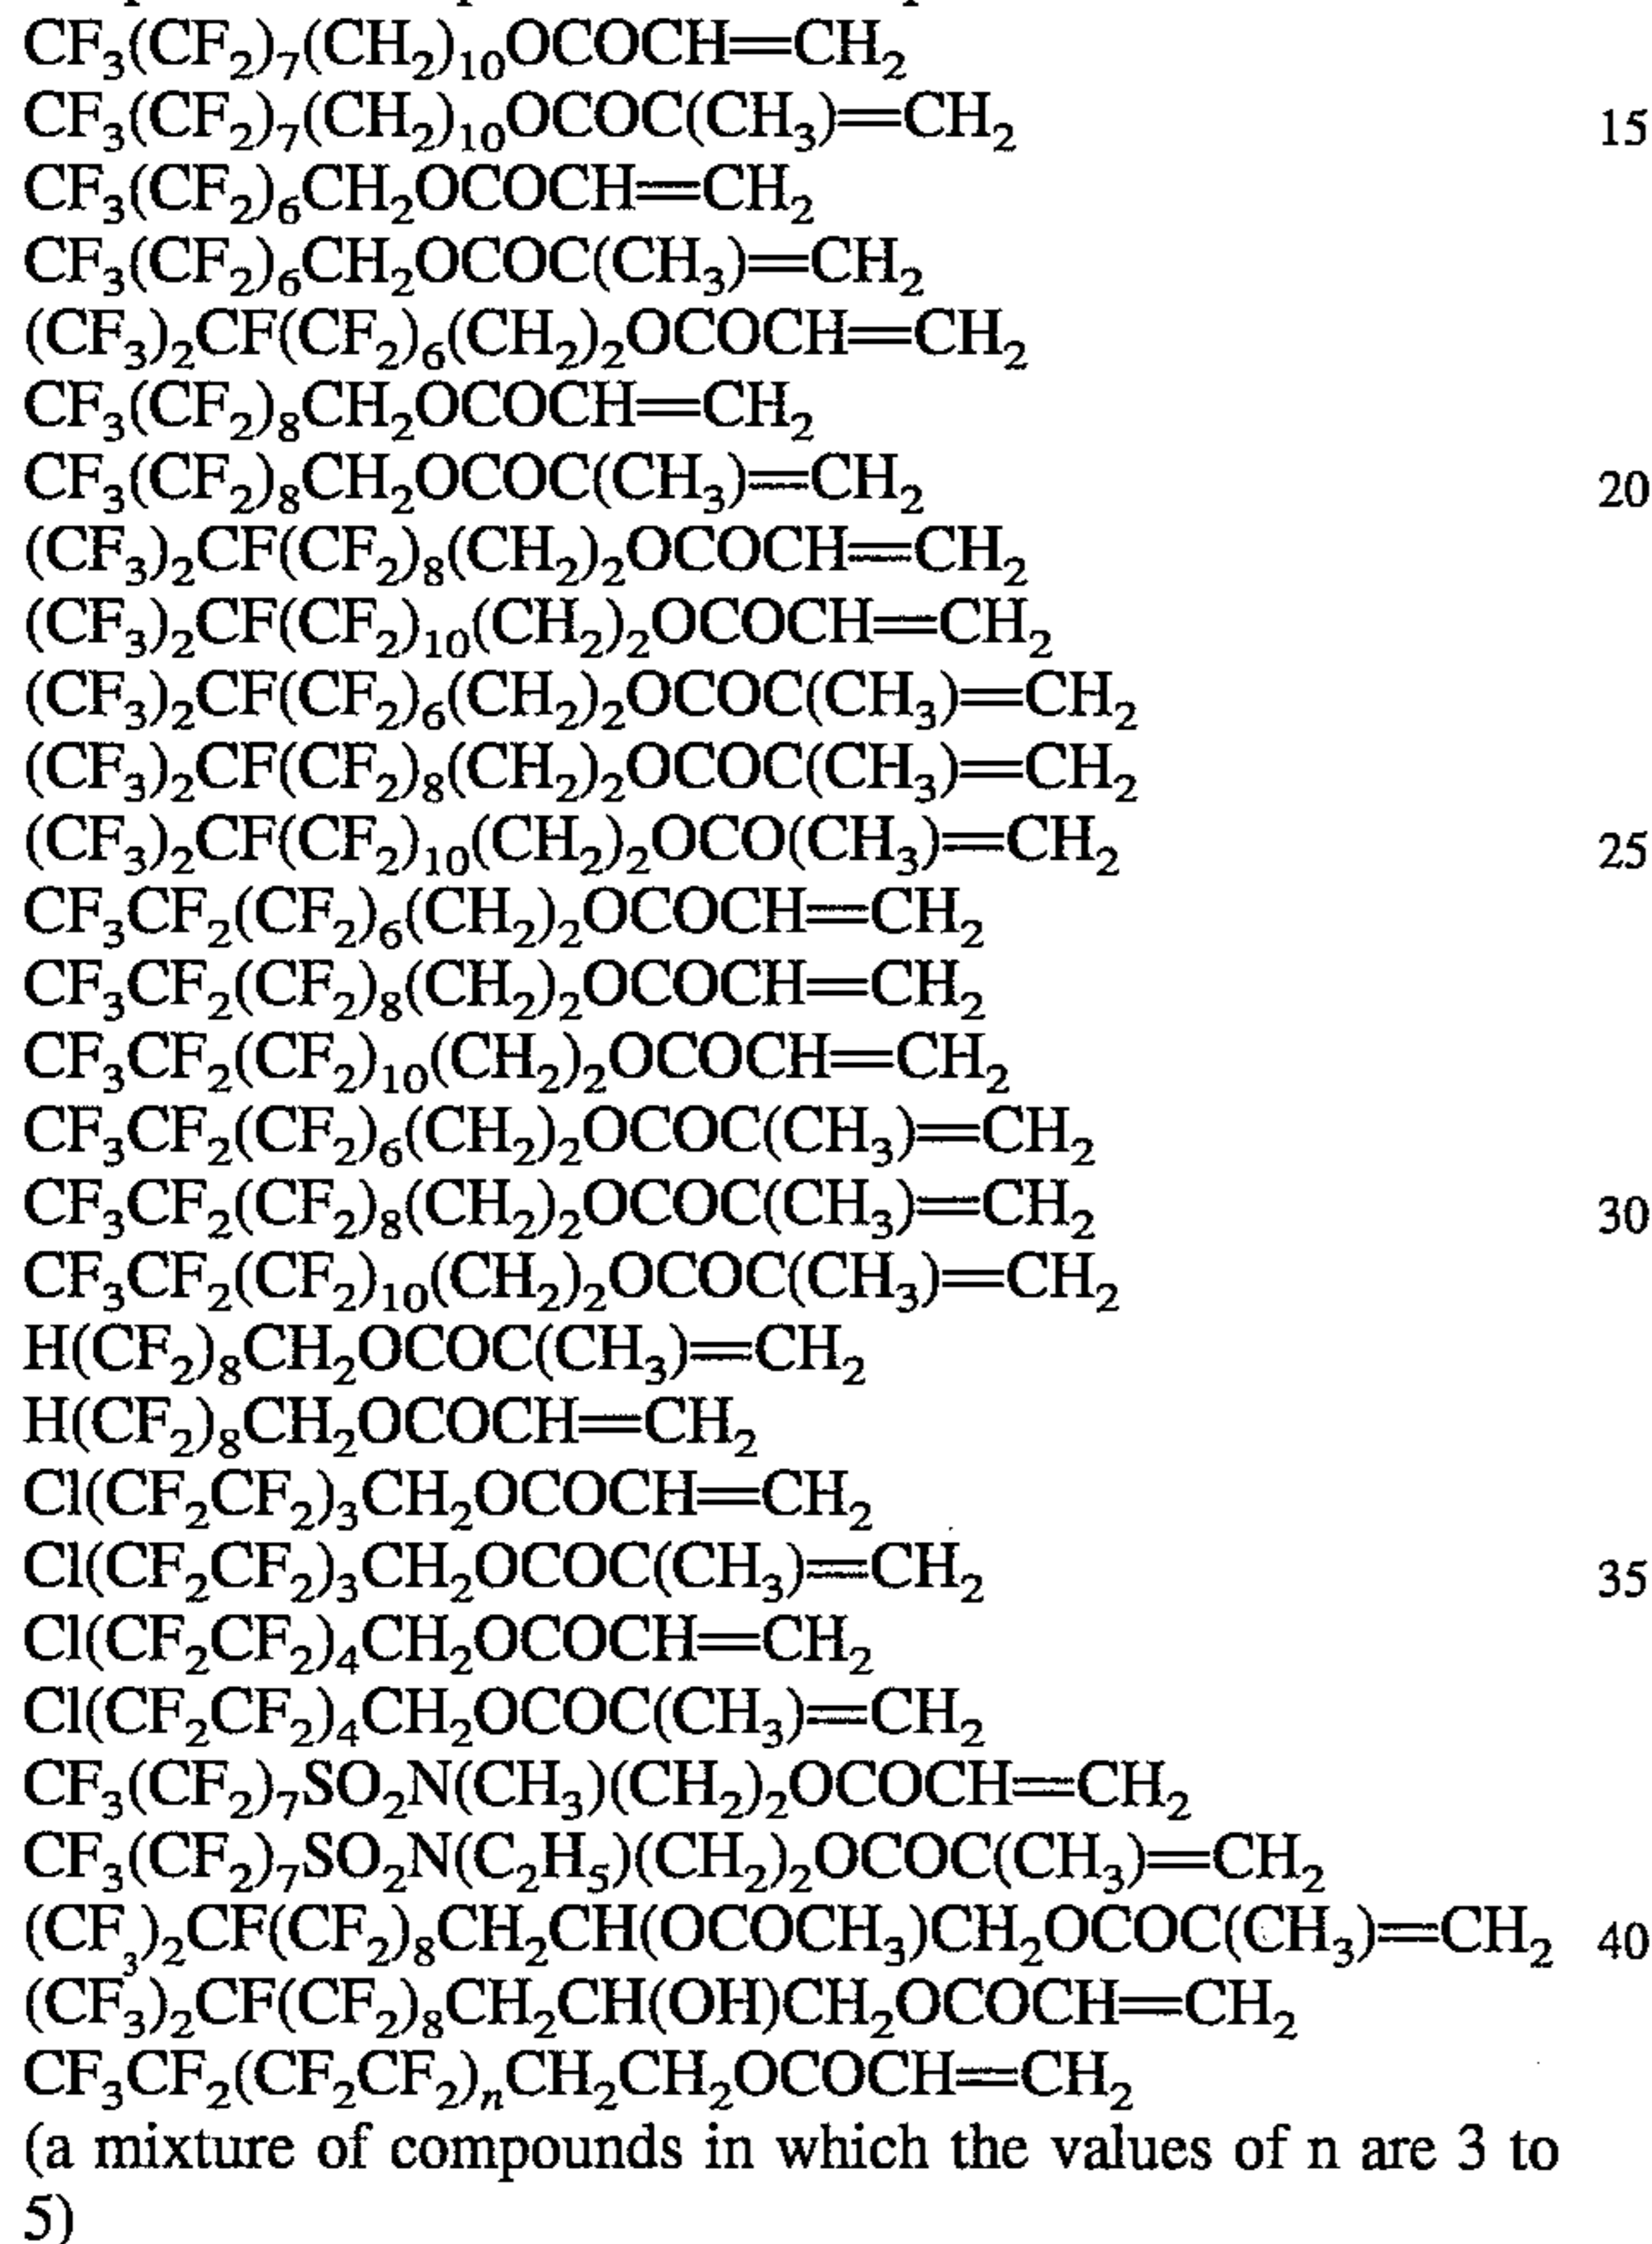 CF₃(CF₂)₇(CH₂)₁₀OCOCH=CH₂
CF₃(CF₂)₇(CH₂)₁₀OCOC(CH₃)=CH₂ 15
CF₃(CF₂)₆CH₂OCOCH=CH₂
CF₃(CF₂)₆CH₂OCOC(CH₃)=CH₂
(CF₃)₂CF(CF₂)₆(CH₂)₂OCOCH=CH₂
CF₃(CF₂)₈CH₂OCOCH=CH₂
CF₃(CF₂)₈CH₂OCOC(CH₃)=CH₂ 20
(CF₃)₂CF(CF₂)₈(CH₂)₂OCOCH=CH₂
(CF₃)₂CF(CF₂)₁₀(CH₂)₂OCOCH=CH₂
(CF₃)₂CF(CF₂)₆(CH₂)₂OCOC(CH₃)=CH₂
(CF₃)₂CF(CF₂)₈(CH₂)₂OCOC(CH₃)=CH₂
(CF₃)₂CF(CF₂)₁₀(CH₂)₂OCO(CH₃)=CH₂ 25
CF₃CF₂(CF₂)₆(CH₂)₂OCOCH=CH₂
CF₃CF₂(CF₂)₈(CH₂)₂OCOCH=CH₂
CF₃CF₂(CF₂)₁₀(CH₂)₂OCOCH=CH₂
CF₃CF₂(CF₂)₆(CH₂)₂OCOC(CH₃)=CH₂
CF₃CF₂(CF₂)₈(CH₂)₂OCOC(CH₃)=CH₂ 30
CF₃CF₂(CF₂)₁₀(CH₂)₂OCOC(CH₃)=CH₂
H(CF₂)₈CH₂OCOC(CH₃)=CH₂
H(CF₂)₈CH₂OCOCH=CH₂
Cl(CF₂CF₂)₃CH₂OCOCH=CH₂
Cl(CF₂CF₂)₃CH₂OCOC(CH₃)=CH₂ 35
Cl(CF₂CF₂)₄CH₂OCOCH=CH₂
Cl(CF₂CF₂)₄CH₂OCOC(CH₃)=CH₂
CF₃(CF₂)₇SO₂N(CH₃)(CH₂)₂OCOCH=CH₂
CF₃(CF₂)₇SO₂N(C₂H₅)(CH₂)₂OCOC(CH₃)=CH₂
(CF₃)₂CF(CF₂)₈CH₂CH(OCOCH₃)CH₂OCOC(CH₃)=CH₂ 40
(CF₃)₂CF(CF₂)₈CH₂CH(OH)CH₂OCOCH=CH₂
CF₃CF₂(CF₂CF₂)ₙCH₂CH₂OCOCH=CH₂
(a mixture of compounds in which the values of n are 3 to
5)